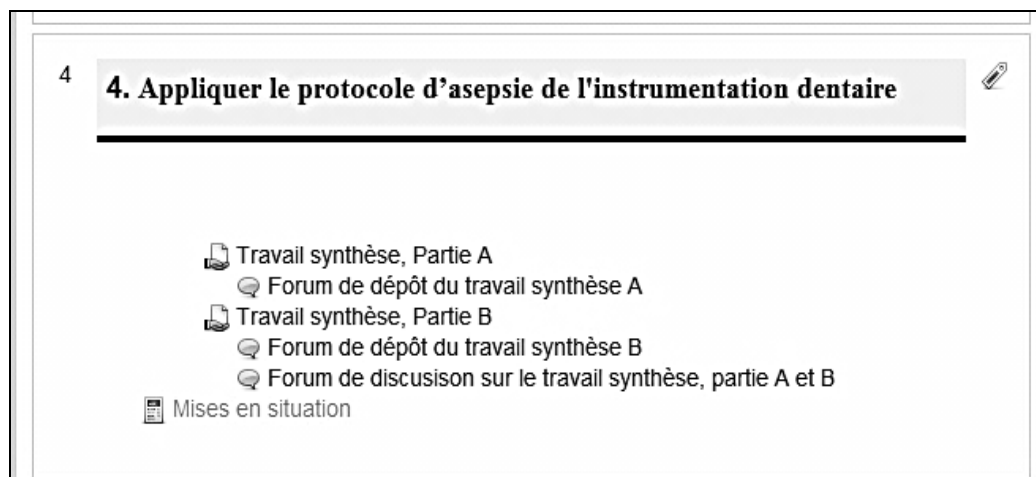 4
4. Appliquer le protocole d’asepsie de l'instrumentation dentaire
Travail synthèse, Partie A
Forum de dépôt du travail synthèse A
Travail synthèse, Partie B
Forum de dépôt du travail synthèse B
Forum de discusison sur le travail synthèse, partie A et B
Mises en situation